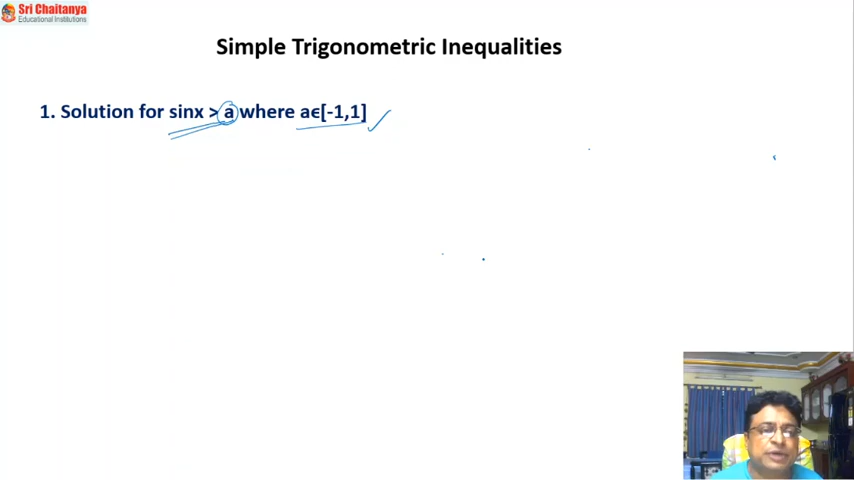 Sri Chaitanya
Educational Institutions
Simple Trigonometric Inequalities
1. Solution for sinx > a where aϵ[-1,1]